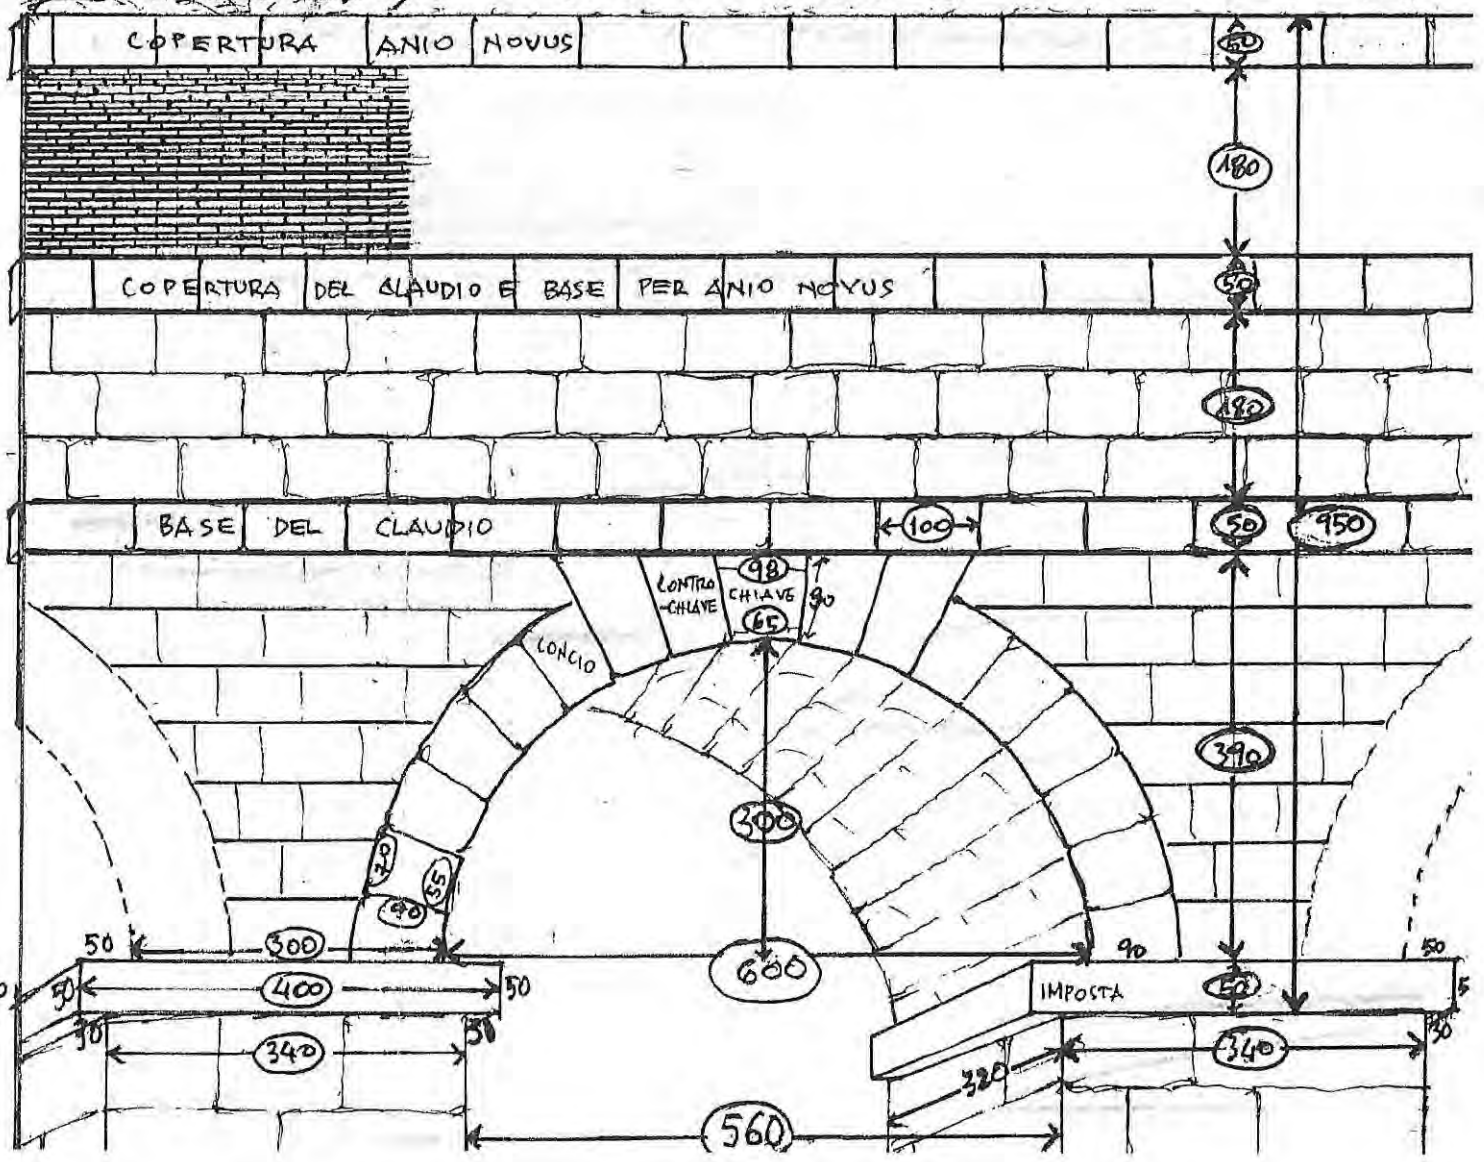 COPERTURA ANIO NOVUS 50
180
COPERTURA DEL CLAUDIO E BASE PER ANIO NOVUS 50
180
BASE DEL CLAUDIO 100 50 950
98
CONTRO
-CHIAVE
CHIAVE
90
65
CONCIO
390
300
70
55
90
50 300 600 90 50
50 400 50 IMPOSTA 50
30 340 30 320 340 30
560